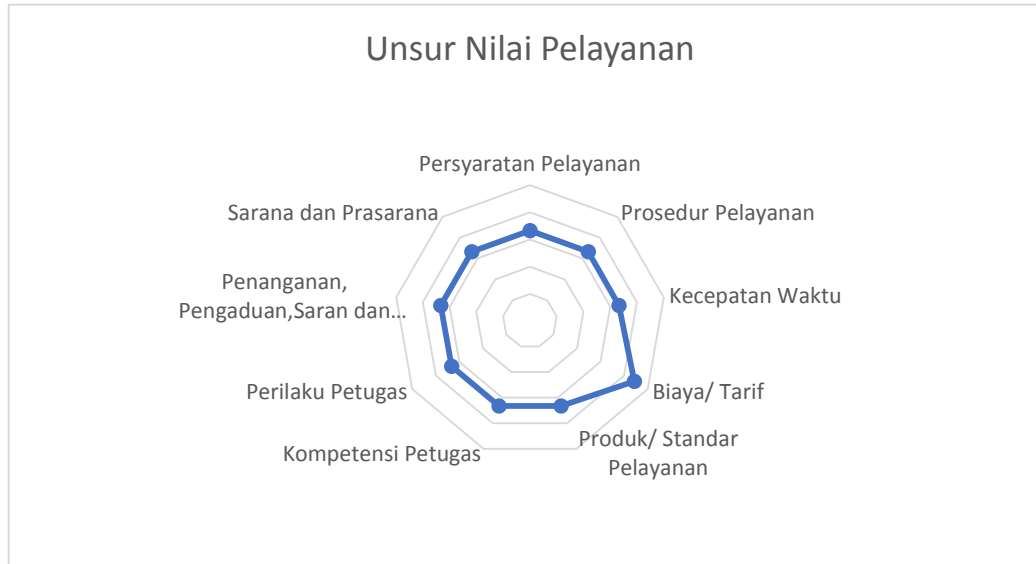 Unsur Nilai Pelayanan
Persyaratan Pelayanan
Prosedur Pelayanan
Kecepatan Waktu
Biaya/ Tarif
Produk/ Standar
Pelayanan
Kompetensi Petugas
Perilaku Petugas
Penanganan,
Pengaduan,Saran dan…
Sarana dan Prasarana